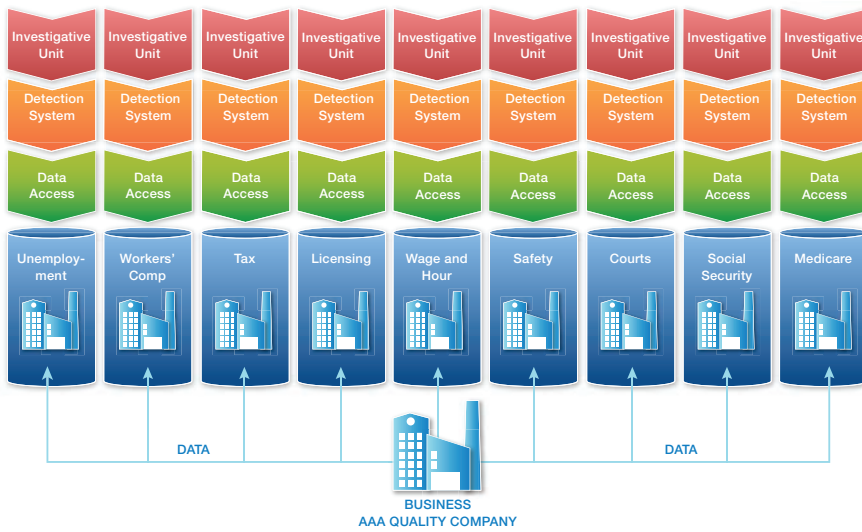 Investigative Investigative Investigative Investigative Investigative Investigative Investigative Investigative Investigative
Unit Unit Unit Unit Unit Unit Unit Unit Unit
Detection Detection Detection Detection Detection Detection Detection Detection Detection
System System System System System System System System System
Data Data Data Data Data Data Data Data Data
Access Access Access Access Access Access Access Access Access
Unemploy- Workers' Tax Licensing Wage and Safety Courts Social Medicare
ment Comp Hour Security
DATA DATA
BUSINESS
AAA QUALITY COMPANY